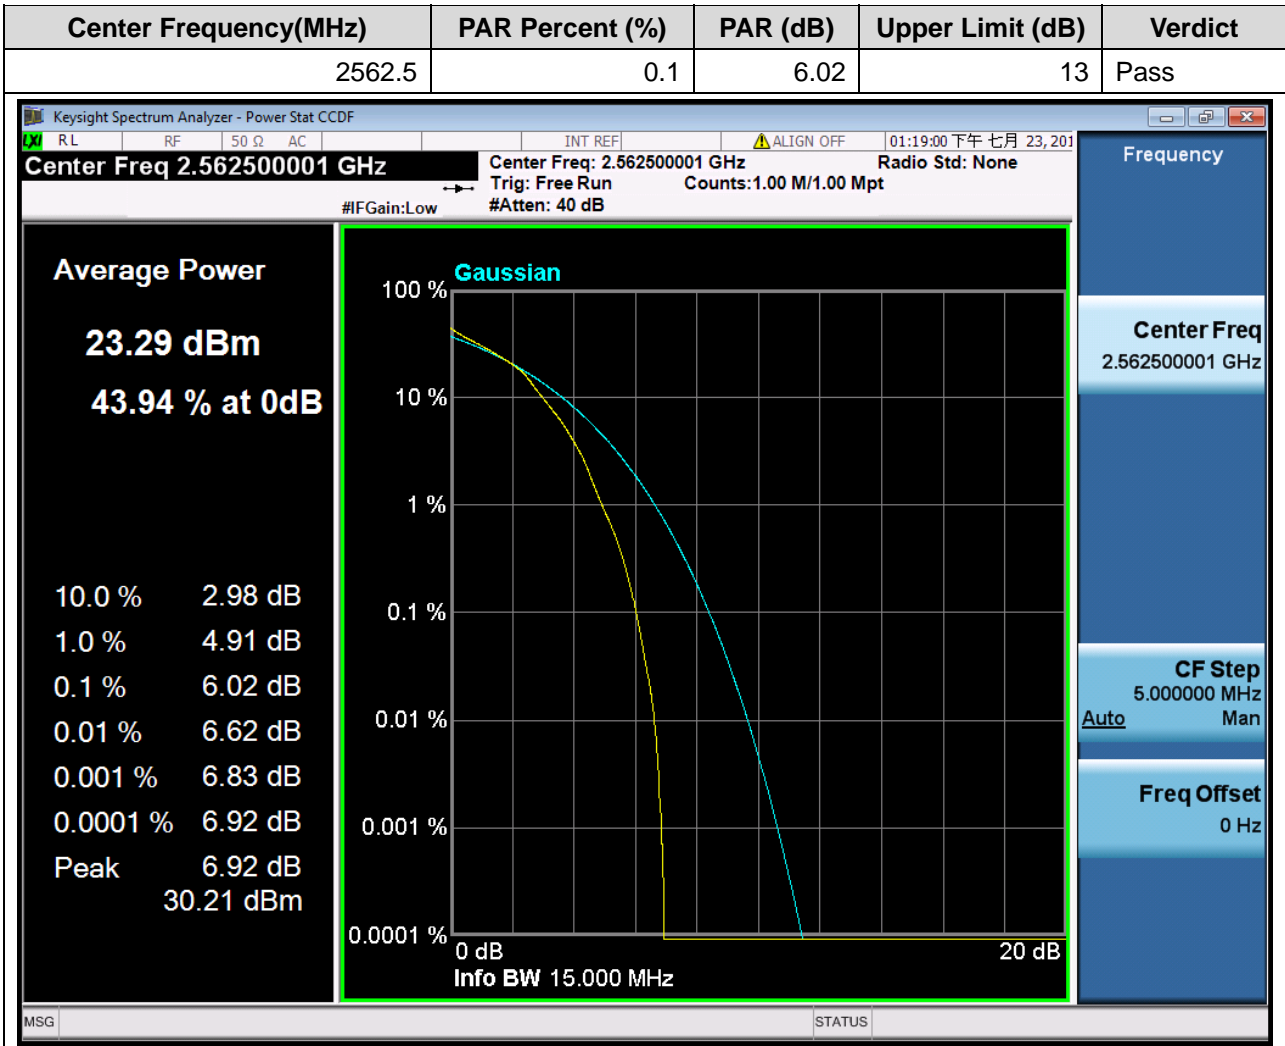 Center Frequency(MHz) PAR Percent (%) PAR (dB) Upper Limit (dB) Verdict
2562.5 0.1 6.02 13 Pass
Keysight Spectrum Analyzer - Power Stat CCDF
LXI RL RF 50 Ω AC INT REF ALIGN OFF 01:19:00 下午 七月 23, 201
Center Freq 2.562500001 GHz
#IFGain:Low
Center Freq: 2.562500001 GHz Radio Std: None
Trig: Free Run Counts:1.00 M/1.00 Mpt
#Atten: 40 dB
Average Power
23.29 dBm
43.94 % at 0dB
10.0 % 2.98 dB
1.0 % 4.91 dB
0.1 % 6.02 dB
0.01 % 6.62 dB
0.001 % 6.83 dB
0.0001 % 6.92 dB
Peak 6.92 dB
30.21 dBm
Gaussian
100 %
10 %
1 %
0.1 %
0.01 %
0.001 %
0.0001 %
0 dB 20 dB
Info BW 15.000 MHz
Frequency
Center Freq
2.562500001 GHz
CF Step
5.000000 MHz
Auto Man
Freq Offset
0 Hz
MSG STATUS